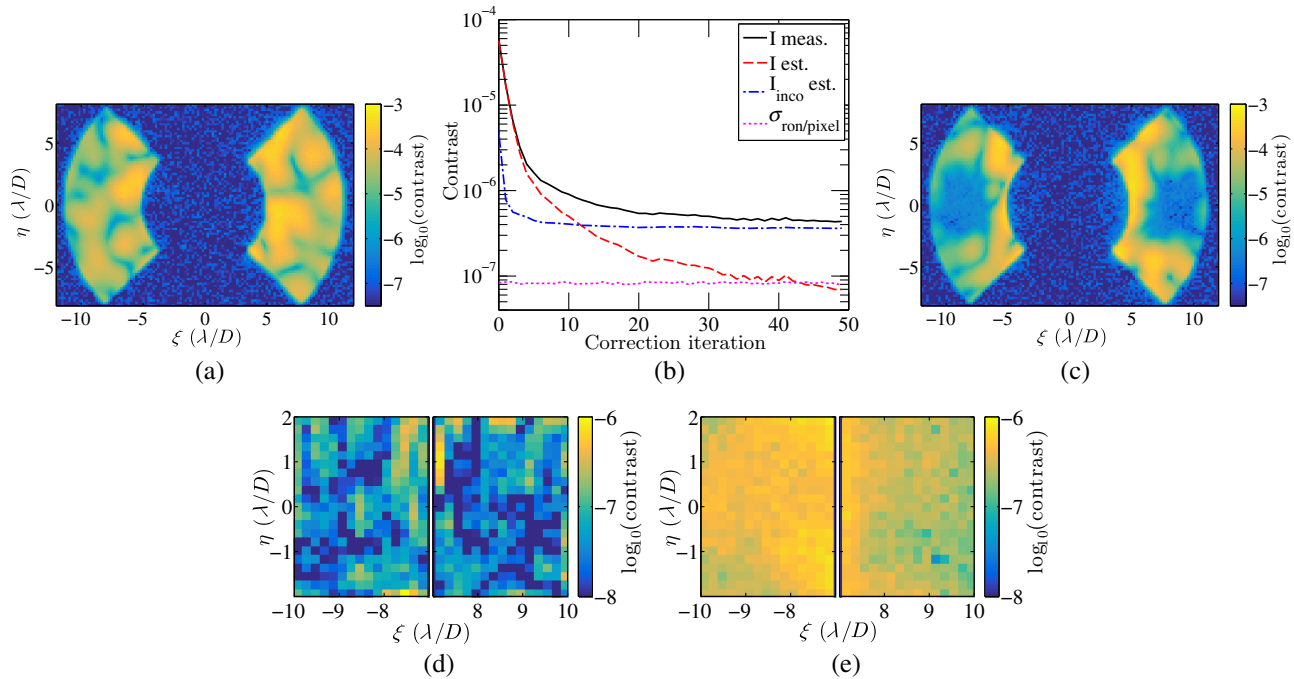 10⁻⁴
I meas.
I est.
I_inco est.
σ_ron/pixel
10⁻⁵
10⁻⁶
10⁻⁷
Contrast
0 10 20 30 40 50
Correction iteration
(b)
5
0
−5
η (λ/D)
−10 −5 0 5 10
ξ (λ/D)
−3
−4
−5
−6
−7
log₁₀(contrast)
(a)
5
0
−5
η (λ/D)
−10 −5 0 5 10
ξ (λ/D)
−3
−4
−5
−6
−7
log₁₀(contrast)
(c)
2
1
0
−1
η (λ/D)
−10 −9 −8 8 9 10
ξ (λ/D)
−6
−7
−8
log₁₀(contrast)
(d)
2
1
0
−1
η (λ/D)
−10 −9 −8 8 9 10
ξ (λ/D)
−6
−7
−8
log₁₀(contrast)
(e)